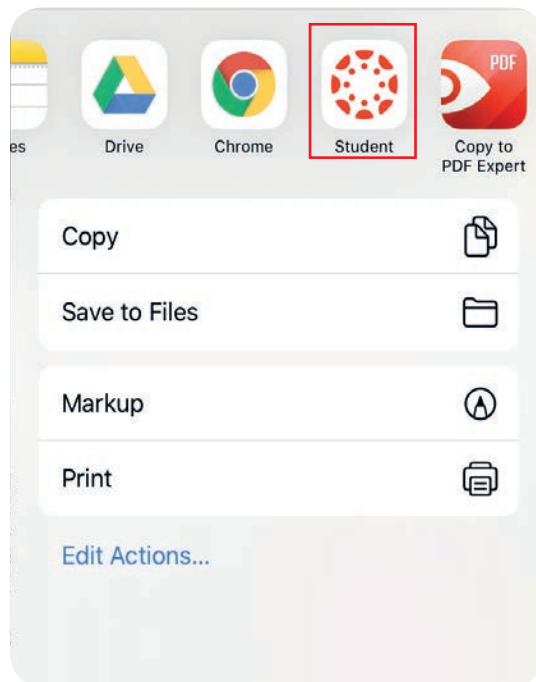 PDF
es
Drive
Chrome
Student
Copy to
PDF Expert
Copy
Save to Files
Markup
Print
Edit Actions...